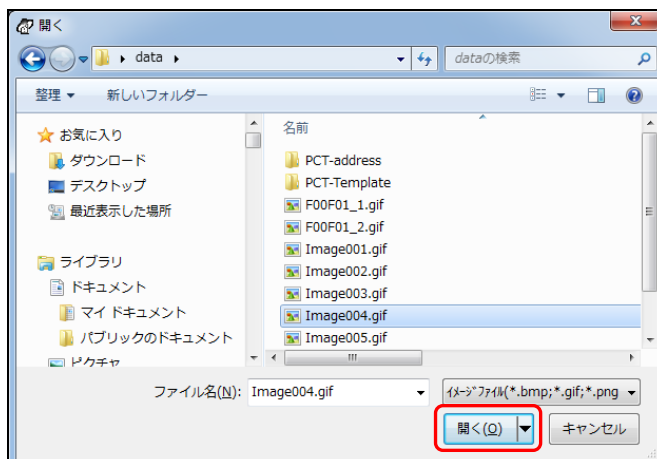 開く
data
dataの検索
整理
新しいフォルダー
お気に入り
ダウンロード
デスクトップ
最近表示した場所
ライブラリ
ドキュメント
マイ ドキュメント
パブリックのドキュメント
ピクチャ
名前
PCT-address
PCT-Template
F00F01_1.gif
F00F01_2.gif
Image001.gif
Image002.gif
Image003.gif
Image004.gif
Image005.gif
ファイル名(N):
Image004.gif
ｲﾒｰｼﾞﾌｧｲﾙ(*.bmp;*.gif;*.png
開く(O)
キャンセル